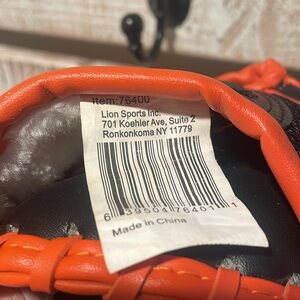 Item:76400
Lion Sports Inc.
701 Koehler Ave, Suite 2
Ronkonkoma NY 11779
6 39504 76401 1
Made in China